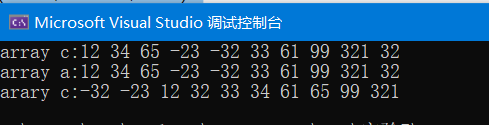 Microsoft Visual Studio 调试控制台
array c:12 34 65 -23 -32 33 61 99 321 32
array a:12 34 65 -23 -32 33 61 99 321 32
arary c:-32 -23 12 32 33 34 61 65 99 321